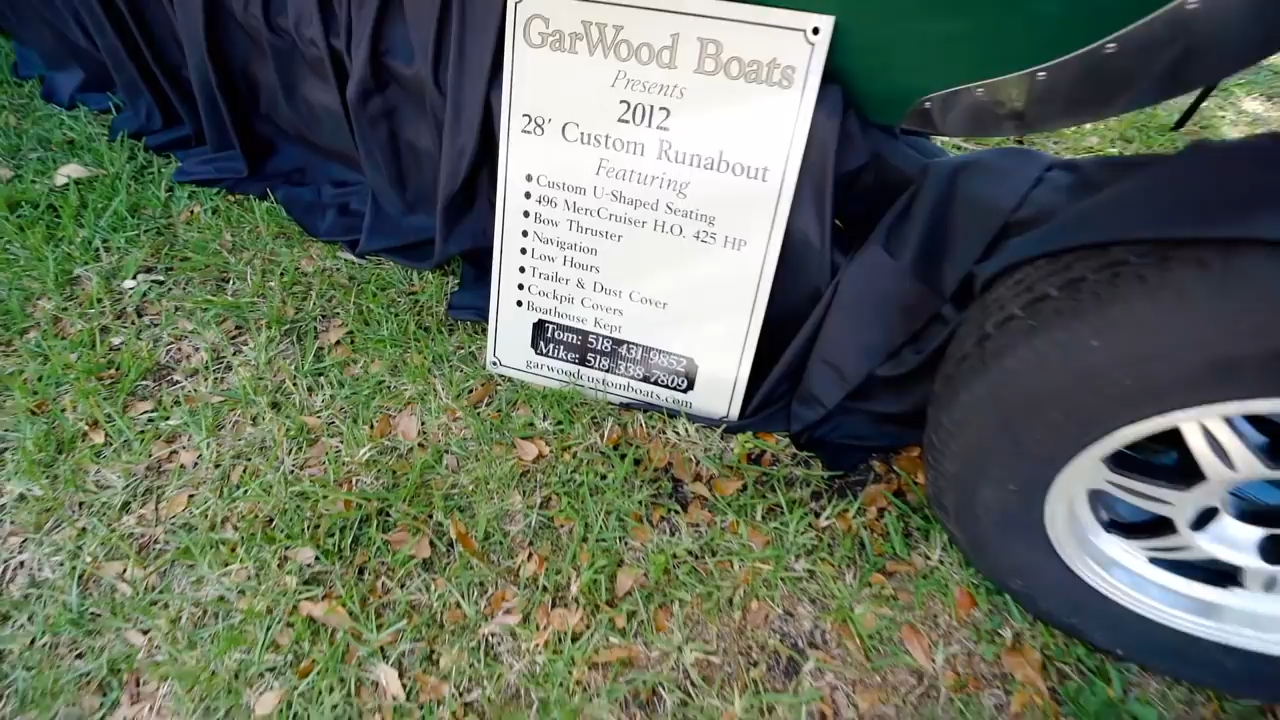 GarWood Boats
Presents
2012
28' Custom Runabout
Featuring
• Custom U-Shaped Seating
• 496 MercCruiser H.O. 425 HP
• Bow Thruster
• Navigation
• Low Hours
• Trailer & Dust Cover
• Cockpit Covers
• Boathouse Kept
Tom: 518-431-9852
Mike: 518-338-7809
garwoodcustomboats.com